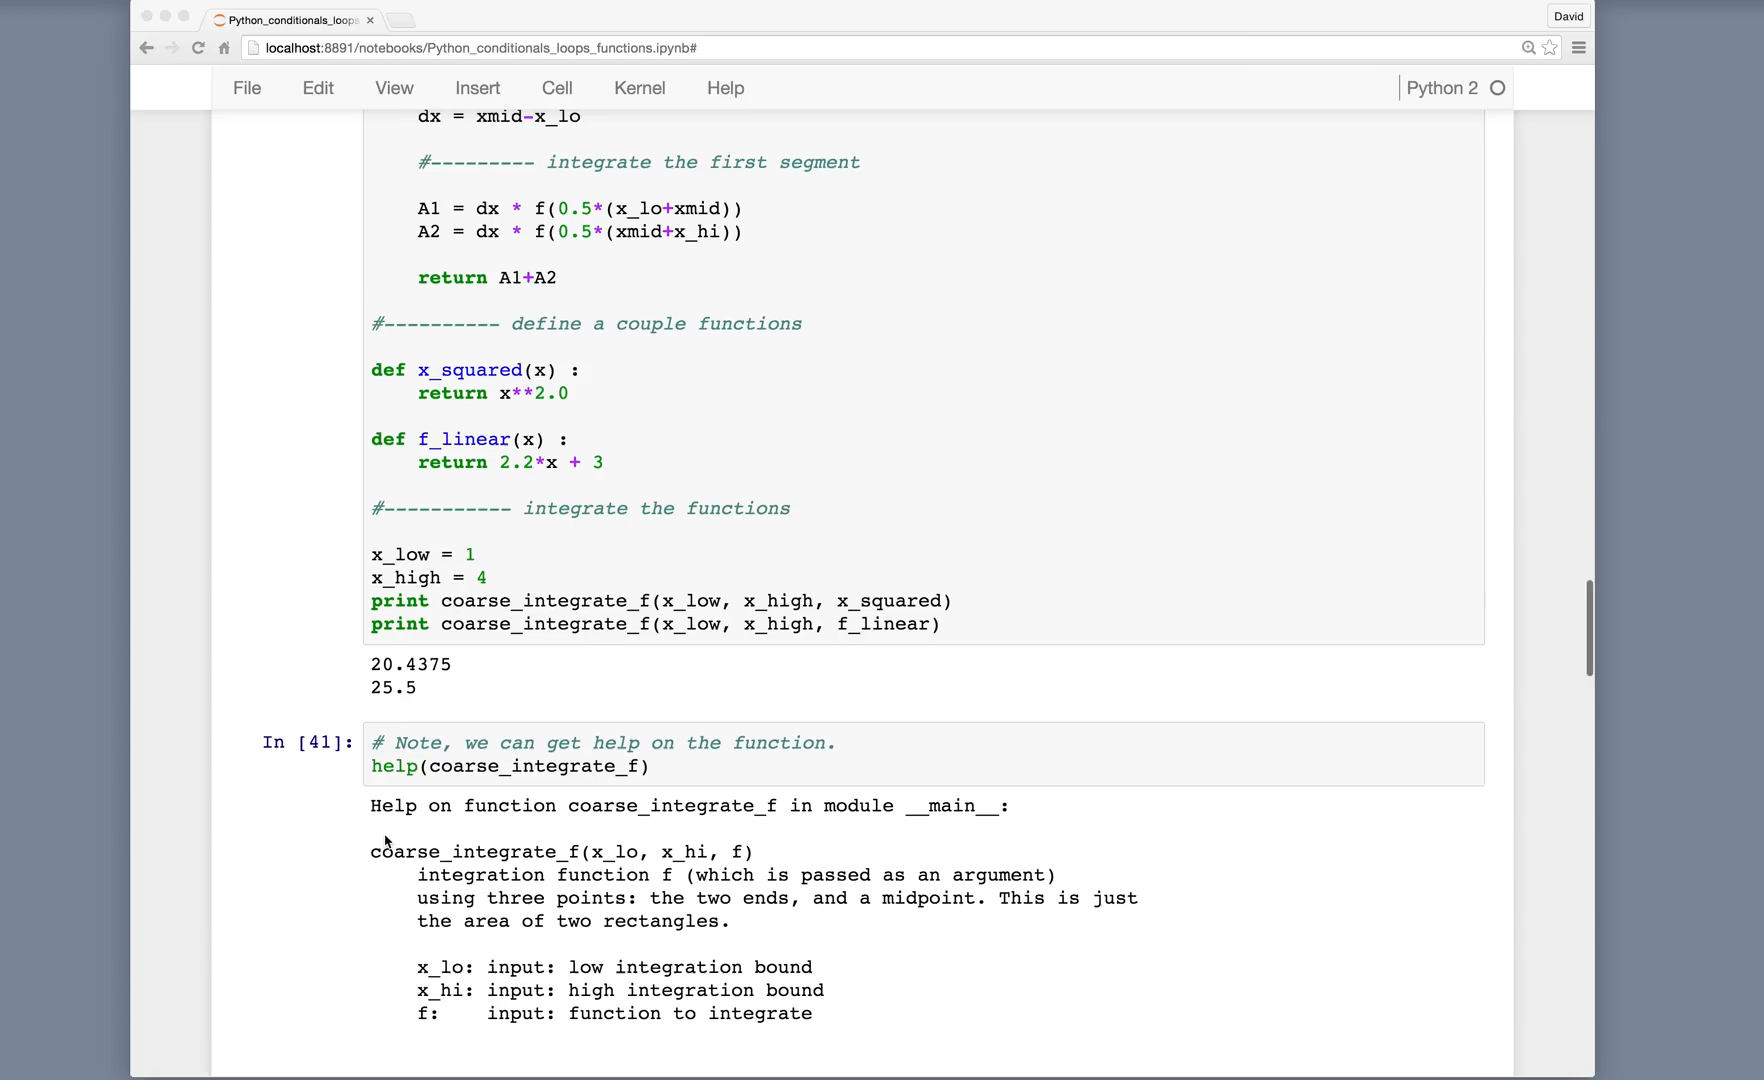 Python_conditionals_loops
David
localhost:8891/notebooks/Python_conditionals_loops_functions.ipynb#
File Edit View Insert Cell Kernel Help Python 2
dx = xmid-x_lo
#--------- integrate the first segment
A1 = dx * f(0.5*(x_lo+xmid))
A2 = dx * f(0.5*(xmid+x_hi))
return A1+A2
#---------- define a couple functions
def x_squared(x) :
return x**2.0
def f_linear(x) :
return 2.2*x + 3
#----------- integrate the functions
x_low = 1
x_high = 4
print coarse_integrate_f(x_low, x_high, x_squared)
print coarse_integrate_f(x_low, x_high, f_linear)
20.4375
25.5
In [41]: # Note, we can get help on the function.
help(coarse_integrate_f)
Help on function coarse_integrate_f in module __main__:
coarse_integrate_f(x_lo, x_hi, f)
integration function f (which is passed as an argument)
using three points: the two ends, and a midpoint. This is just
the area of two rectangles.
x_lo: input: low integration bound
x_hi: input: high integration bound
f: input: function to integrate